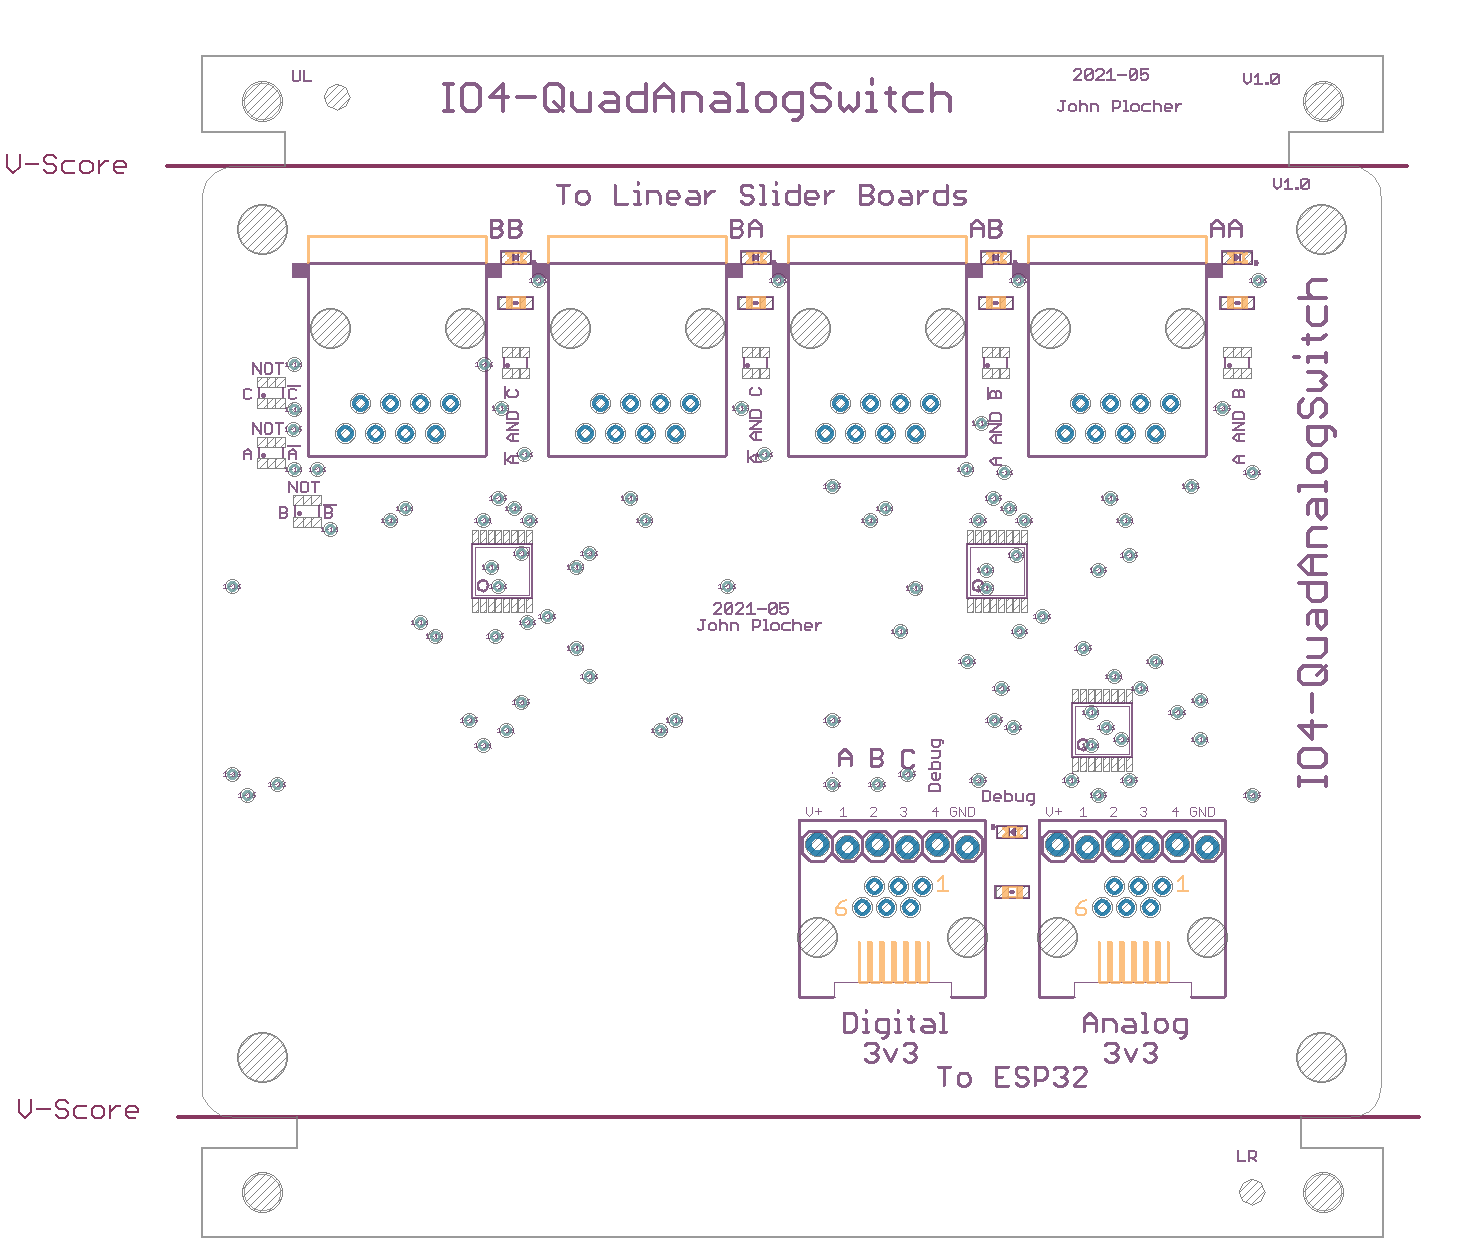 UL
IO4-QuadAnalogSwitch
2021-05
John Plocher
V1.0
V-Score
V1.0
To Linear Slider Boards
BB
BA
AB
AA
NOT
C C̅
NOT
A A̅
NOT
B B̅
A̅ AND C̅
A̅ AND C
A AND B̅
A AND B
IO4-QuadAnalogSwitch
2021-05
John Plocher
A B C
Debug
Debug
V+ 1 2 3 4 GND
V+ 1 2 3 4 GND
1
6
1
6
Digital
3v3
Analog
3v3
To ESP32
V-Score
LR